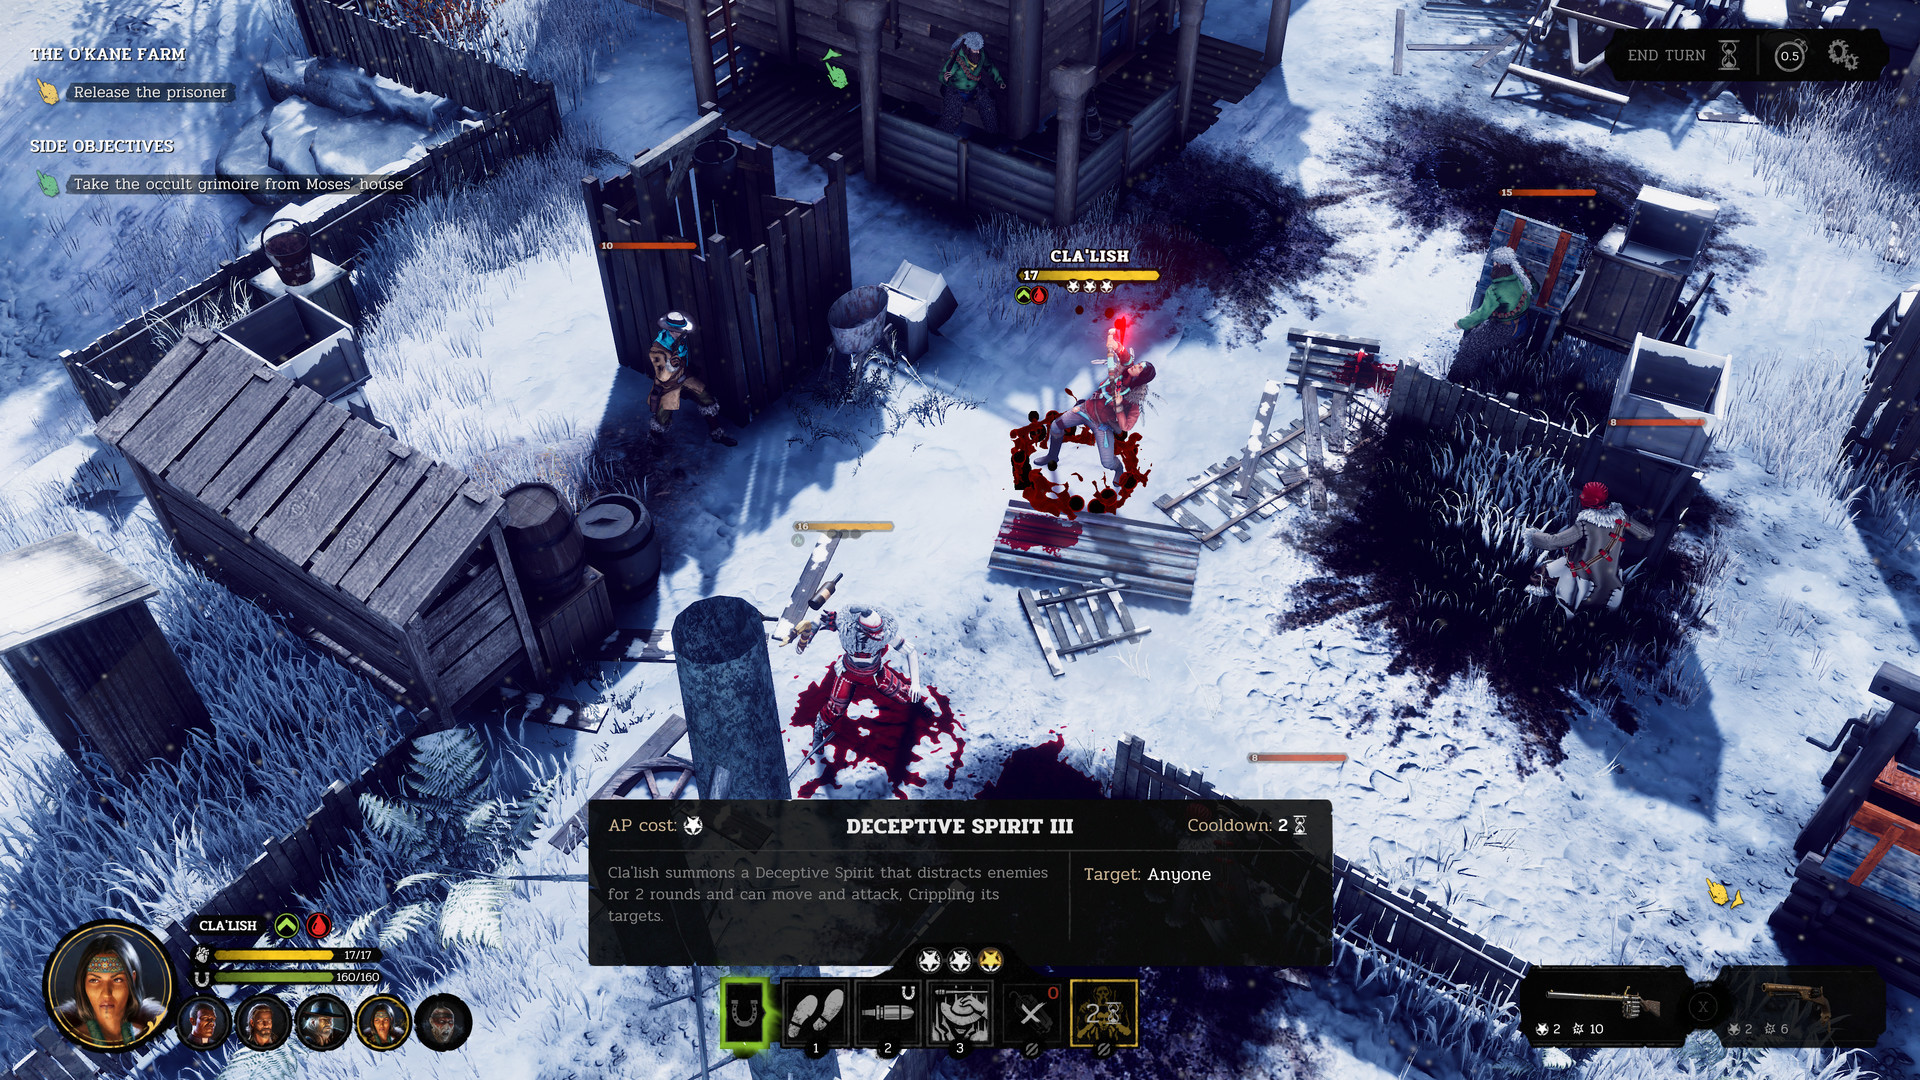 THE O'KANE FARM
Release the prisoner
SIDE OBJECTIVES
Take the occult grimoire from Moses' house
END TURN
0.5
15
10
CLA'LISH
17
8
16
8
AP cost:
DECEPTIVE SPIRIT III
Cooldown: 2
Cla'lish summons a Deceptive Spirit that distracts enemies
for 2 rounds and can move and attack, Crippling its
targets.
Target: Anyone
CLA'LISH
17/17
160/160
0
2
1
2
3
2
10
X
2
6